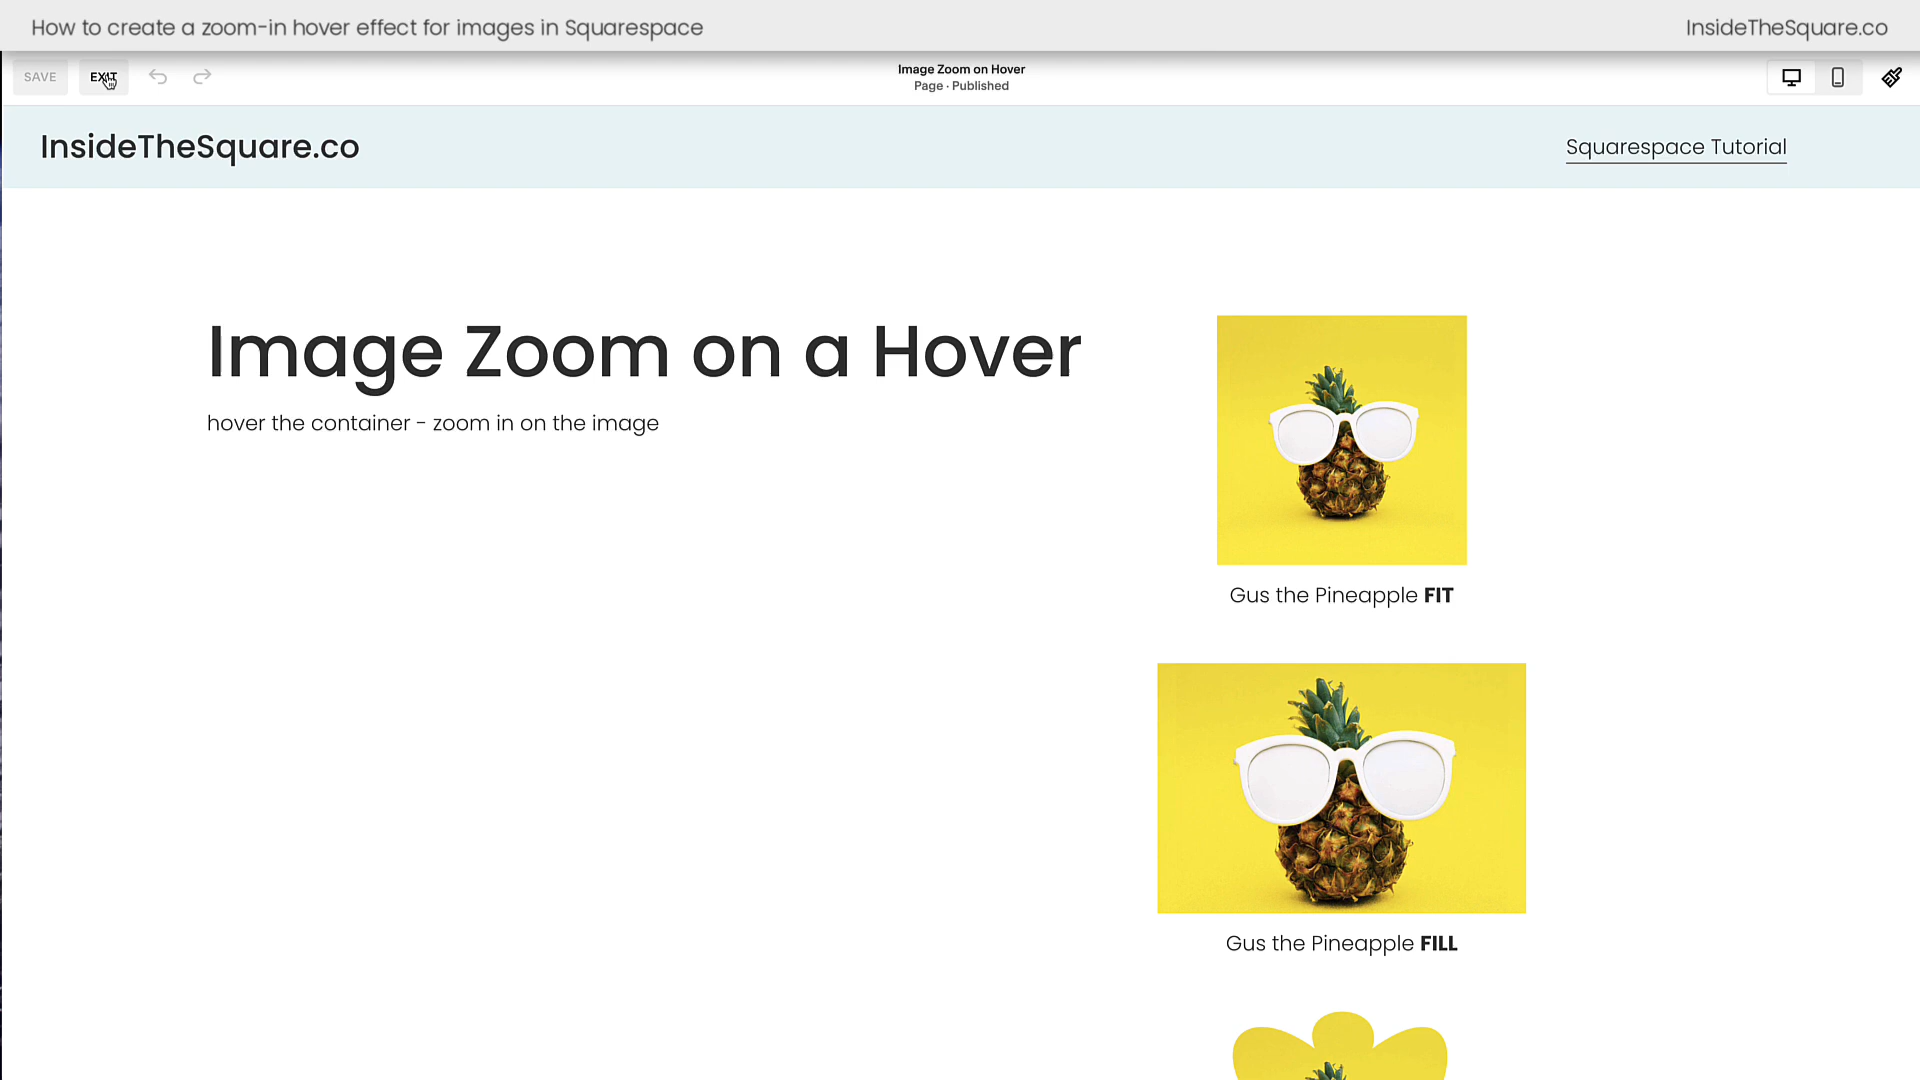 How to create a zoom-in hover effect for images in Squarespace
InsideTheSquare.co
SAVE
EXIT
Image Zoom on Hover
Page · Published
InsideTheSquare.co
Squarespace Tutorial
Image Zoom on a Hover
hover the container - zoom in on the image
Gus the Pineapple FIT
Gus the Pineapple FILL